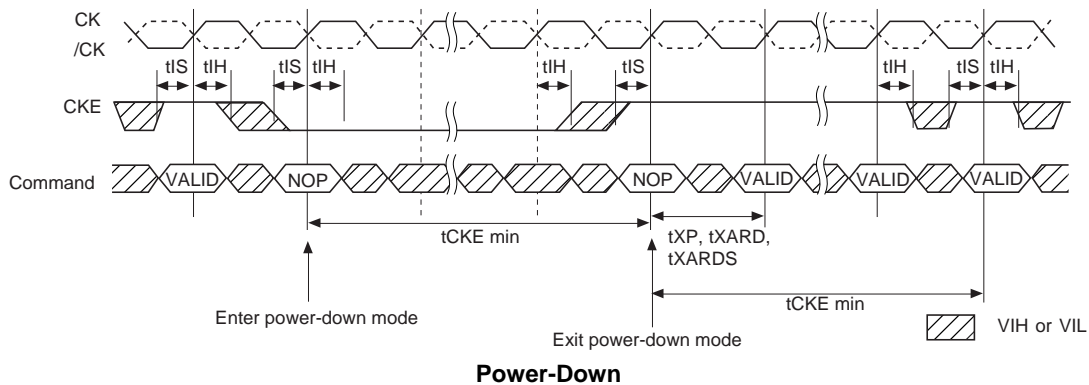 CK
/CK
tIS tIH tIS tIH tIH tIS tIH tIS tIH
CKE
Command VALID NOP NOP VALID VALID VALID
tCKE min
tXP, tXARD,
tXARDS
tCKE min
Enter power-down mode
Exit power-down mode
VIH or VIL
Power-Down